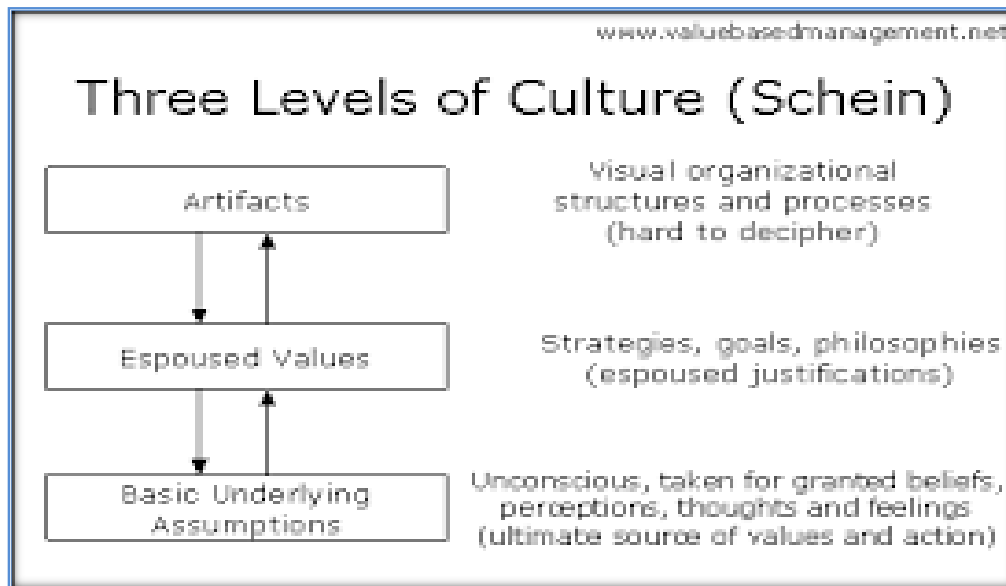 www.valuebasedmanagement.net
Three Levels of Culture (Schein)
Artifacts
Visual organizational
structures and processes
(hard to decipher)
Espoused Values
Strategies, goals, philosophies
(espoused justifications)
Basic Underlying
Assumptions
Unconscious, taken for granted beliefs,
perceptions, thoughts and feelings
(ultimate source of values and action)